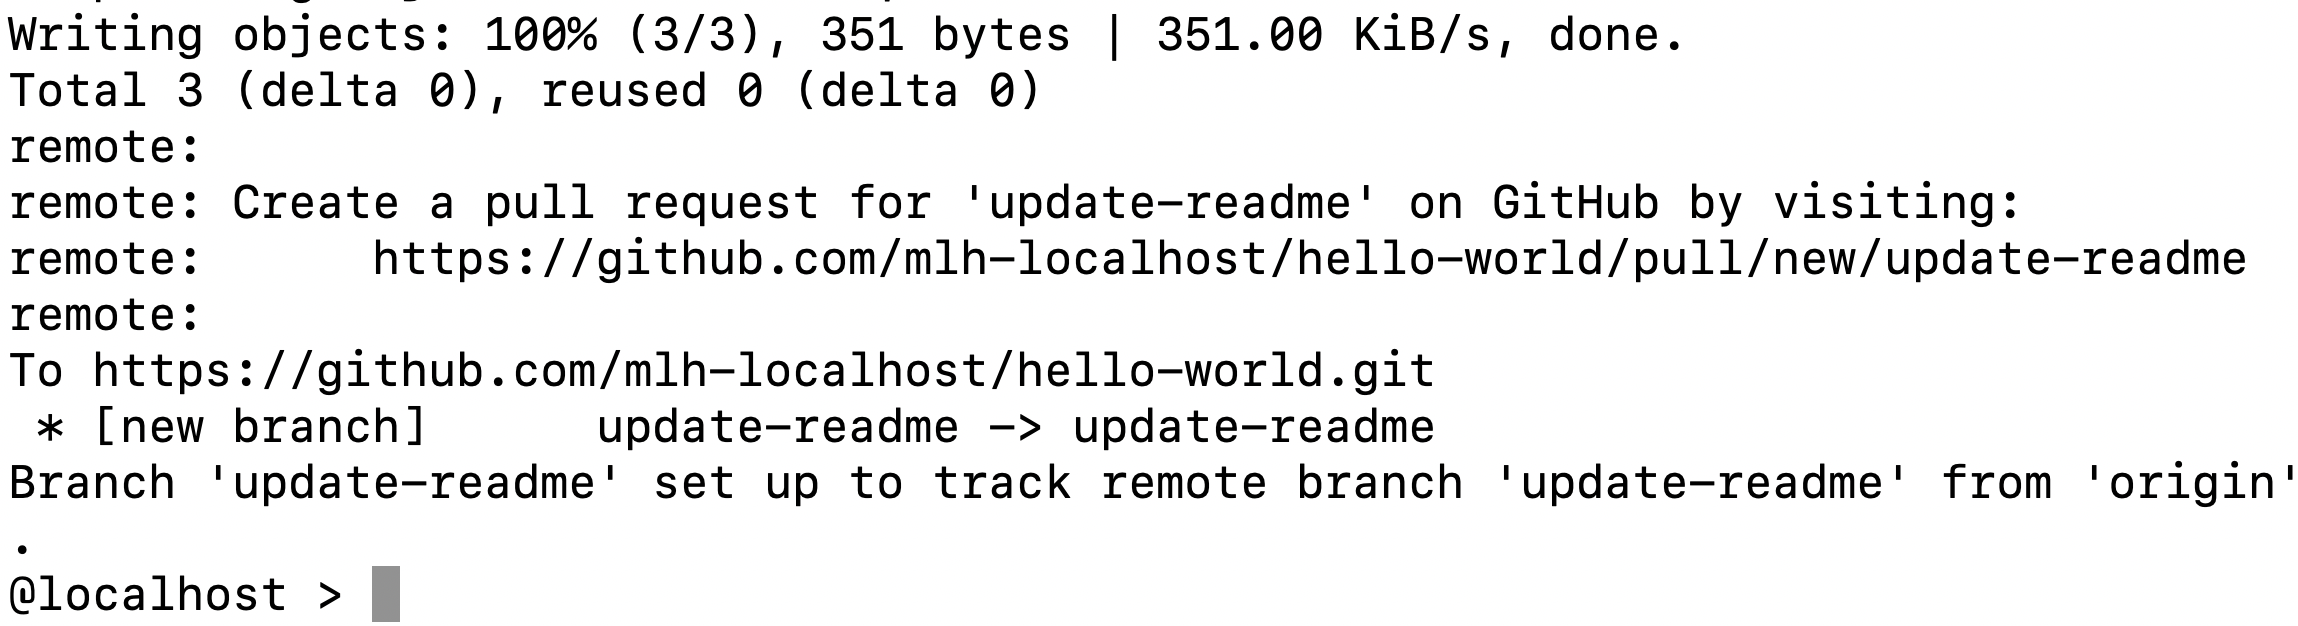 Writing objects: 100% (3/3), 351 bytes | 351.00 KiB/s, done.
Total 3 (delta 0), reused 0 (delta 0)
remote:
remote: Create a pull request for 'update-readme' on GitHub by visiting:
remote:      https://github.com/mlh-localhost/hello-world/pull/new/update-readme
remote:
To https://github.com/mlh-localhost/hello-world.git
 * [new branch]      update-readme -> update-readme
Branch 'update-readme' set up to track remote branch 'update-readme' from 'origin'
.
@localhost >